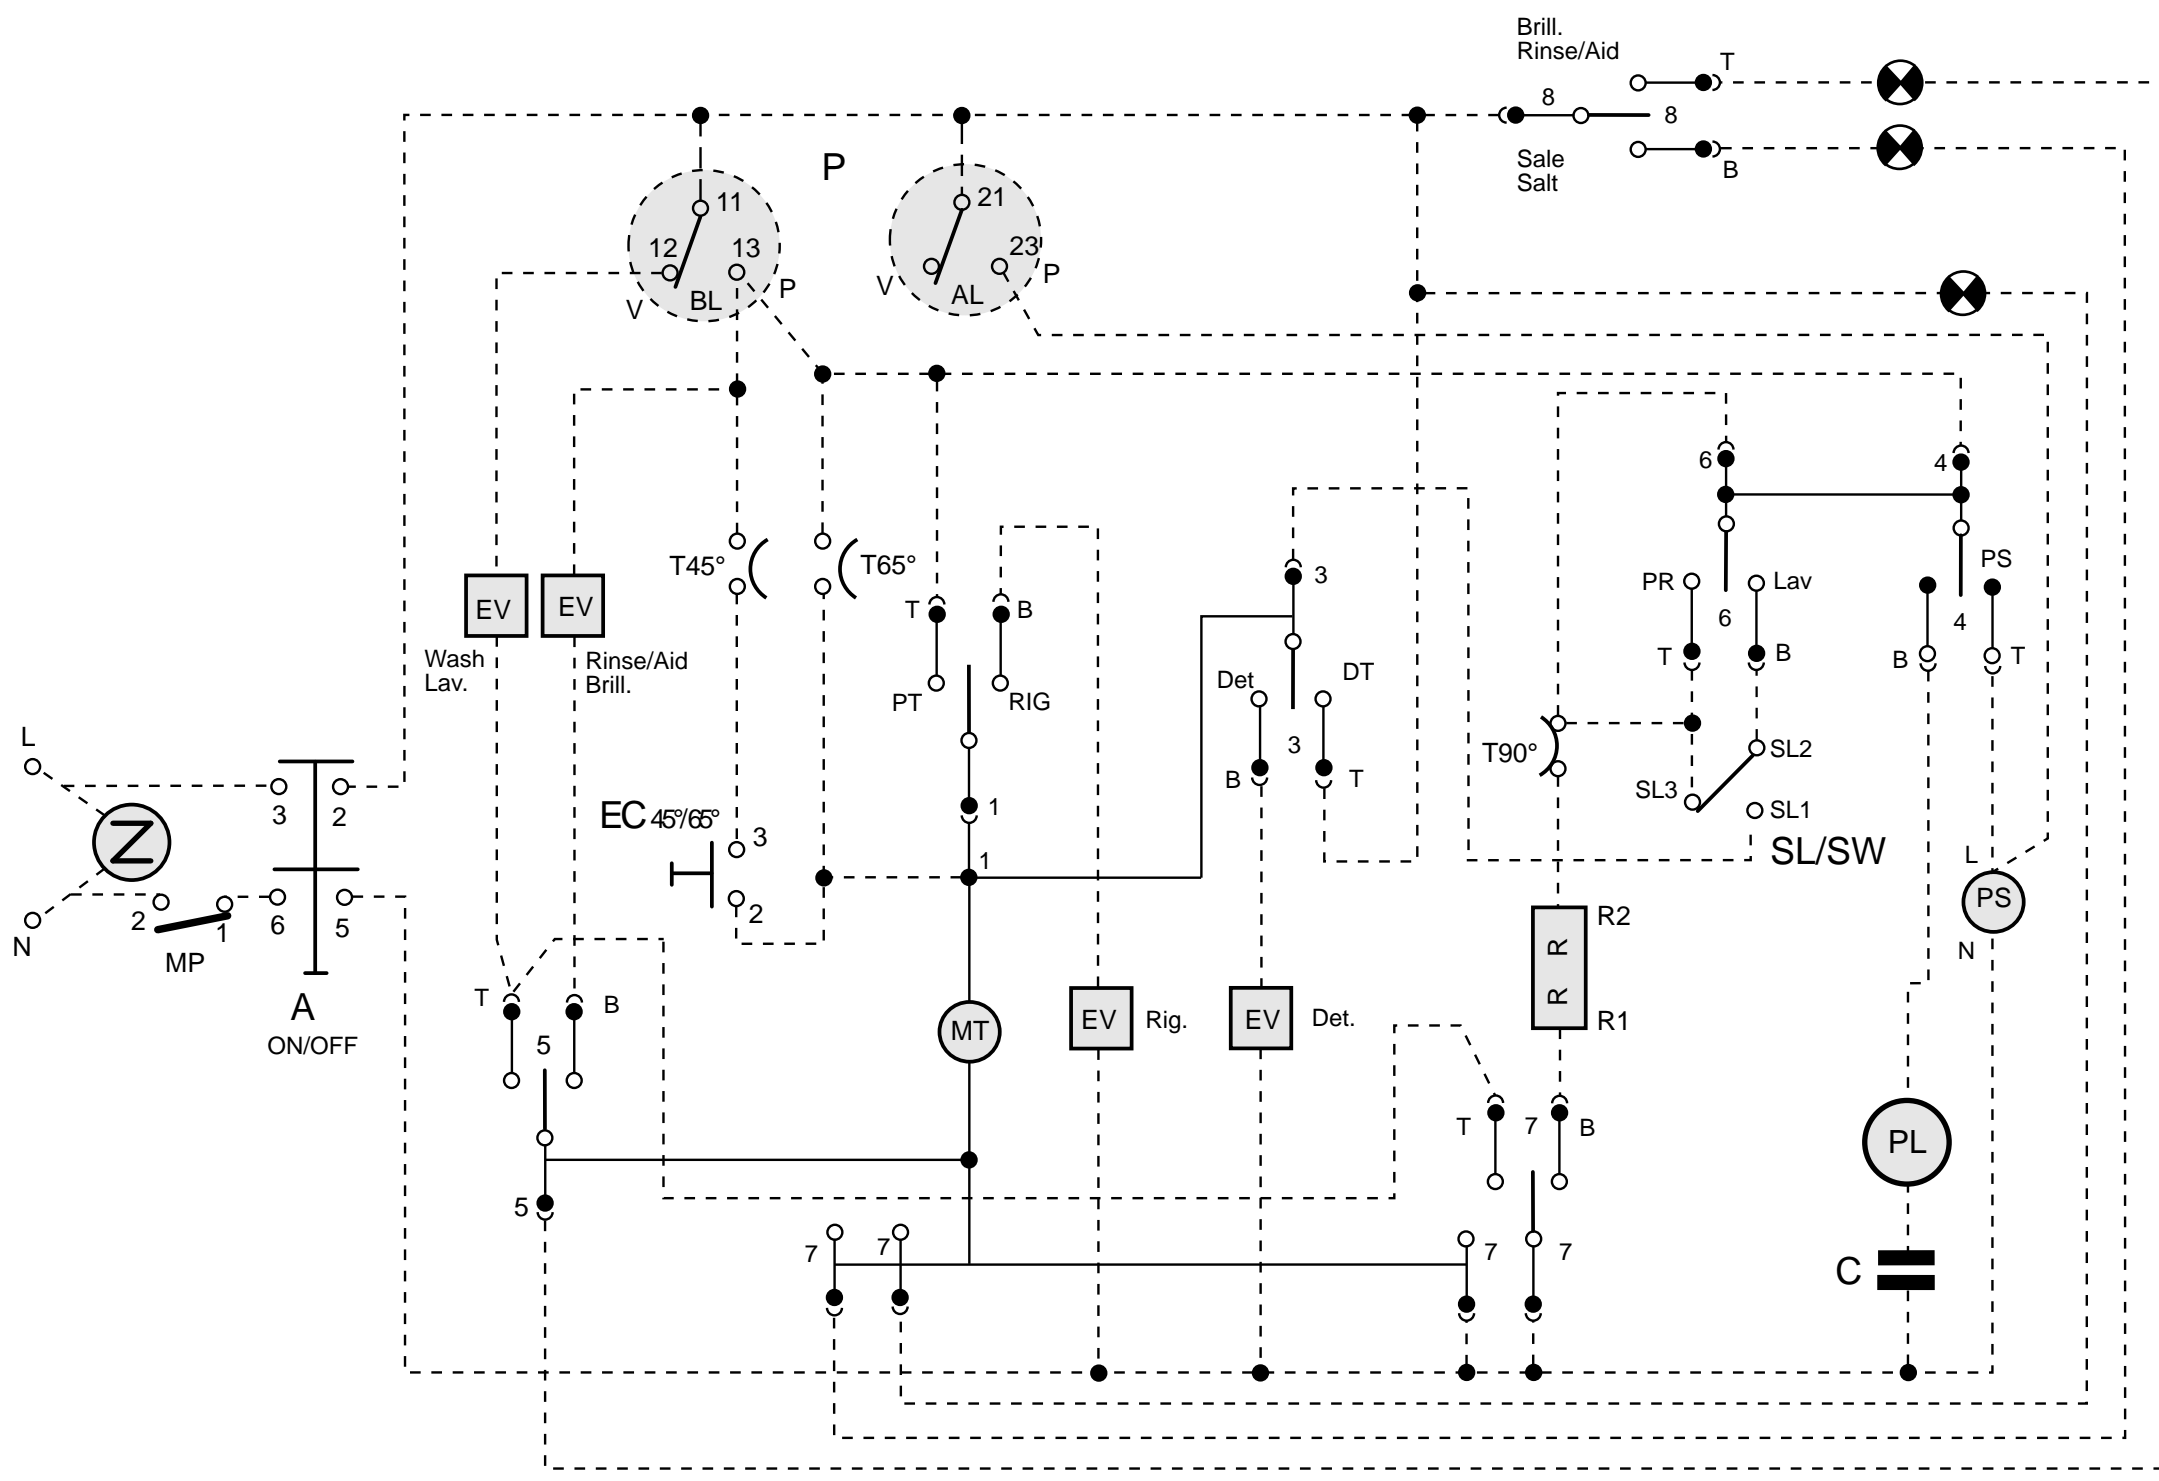 Brill.
Rinse/Aid
T
8
8
Sale
Salt
B
P
11
12
13
V
BL
P
21
23
V
AL
P
6
4
T45°
T65°
3
PS
PR
Lav
EV
EV
T
B
6
4
Wash
Lav.
Rinse/Aid
Brill.
T
B
B
T
PT
RIG
Det
DT
L
T90°
SL2
3
B
T
SL3
SL1
3
2
EC 45°/65°
3
1
SL/SW
Z
1
L
2
1
6
5
2
PS
N
MP
R2
R
N
A
T
B
R
ON/OFF
5
MT
EV
Rig.
EV
Det.
R1
T
7
B
PL
5
7
7
7
7
C